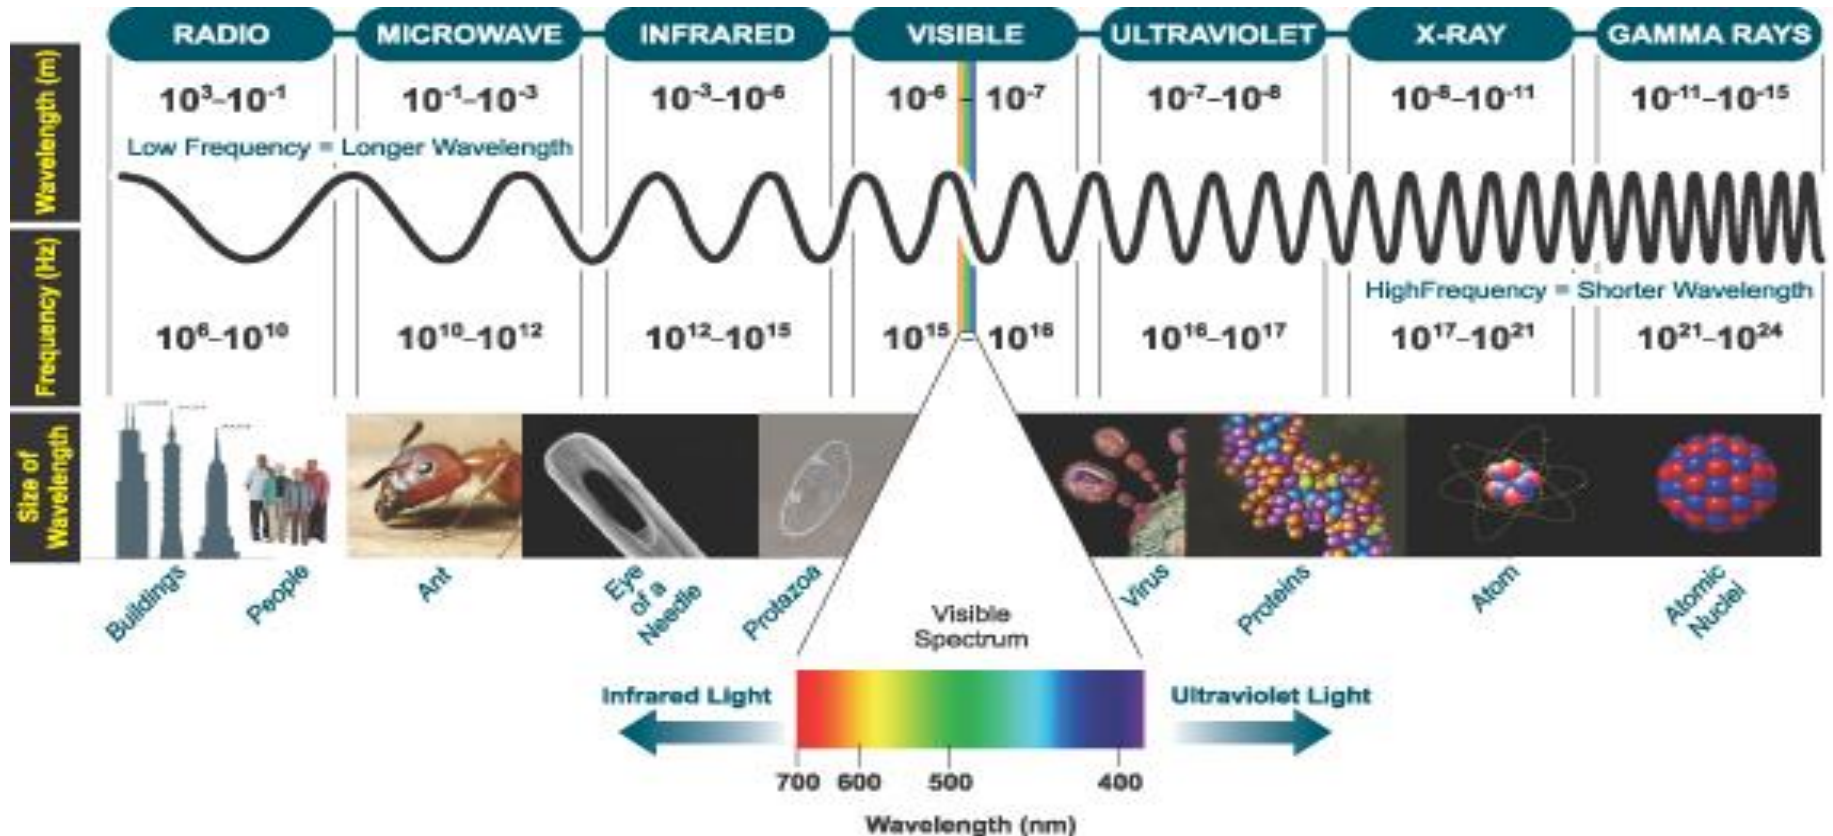 RADIO MICROWAVE INFRARED VISIBLE ULTRAVIOLET X-RAY GAMMA RAYS
Wavelength (m)
10³–10⁻¹ 10⁻¹–10⁻³ 10⁻³–10⁻⁶ 10⁻⁶ – 10⁻⁷ 10⁻⁷–10⁻⁸ 10⁻⁸–10⁻¹¹ 10⁻¹¹–10⁻¹⁵
Low Frequency = Longer Wavelength
Frequency (Hz)
HighFrequency = Shorter Wavelength
10⁶–10¹⁰ 10¹⁰–10¹² 10¹²–10¹⁵ 10¹⁵ – 10¹⁶ 10¹⁶–10¹⁷ 10¹⁷–10²¹ 10²¹–10²⁴
Size of
Wavelength
Buildings
People
Ant
Eye
of a
Needle
Protazoa
Virus
Proteins
Atom
Atomic
Nuclei
Visible
Spectrum
Infrared Light
Ultraviolet Light
700 600 500 400
Wavelength (nm)